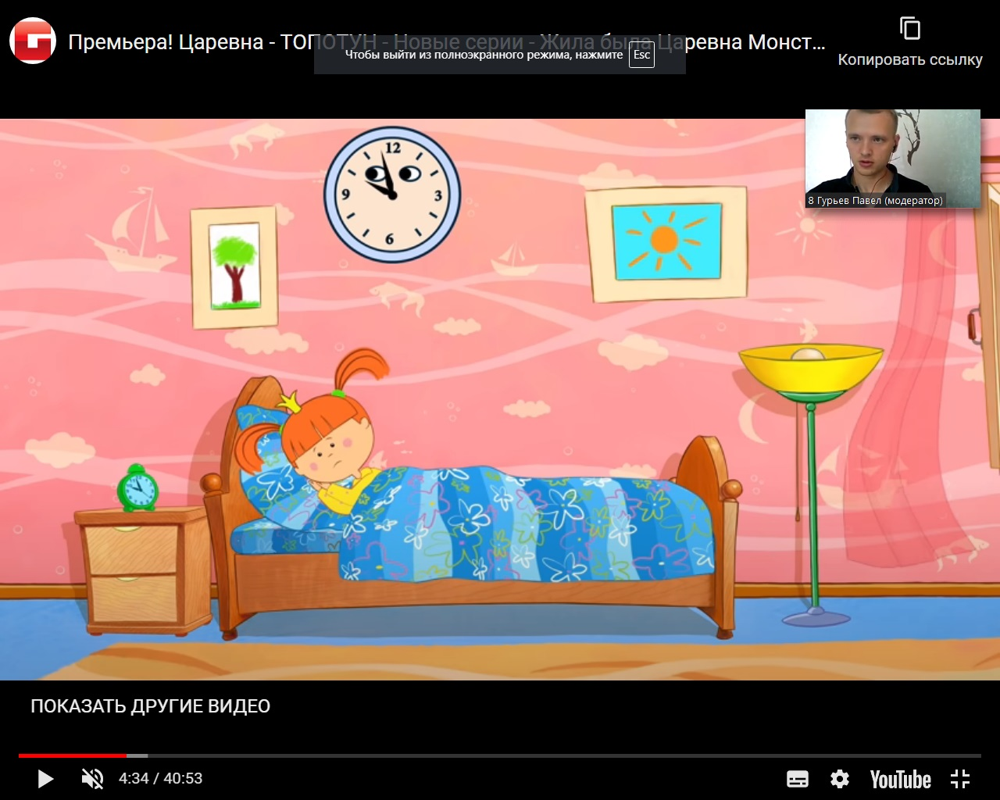 Премьера! Царевна - ТОПОТУН - Новые серии - Жила была Царевна Монст...
Копировать ссылку
Чтобы выйти из полноэкранного режима, нажмите Esc
12
9
3
6
8 Гурьев Павел (модератор)
ПОКАЗАТЬ ДРУГИЕ ВИДЕО
4:34 / 40:53
YouTube